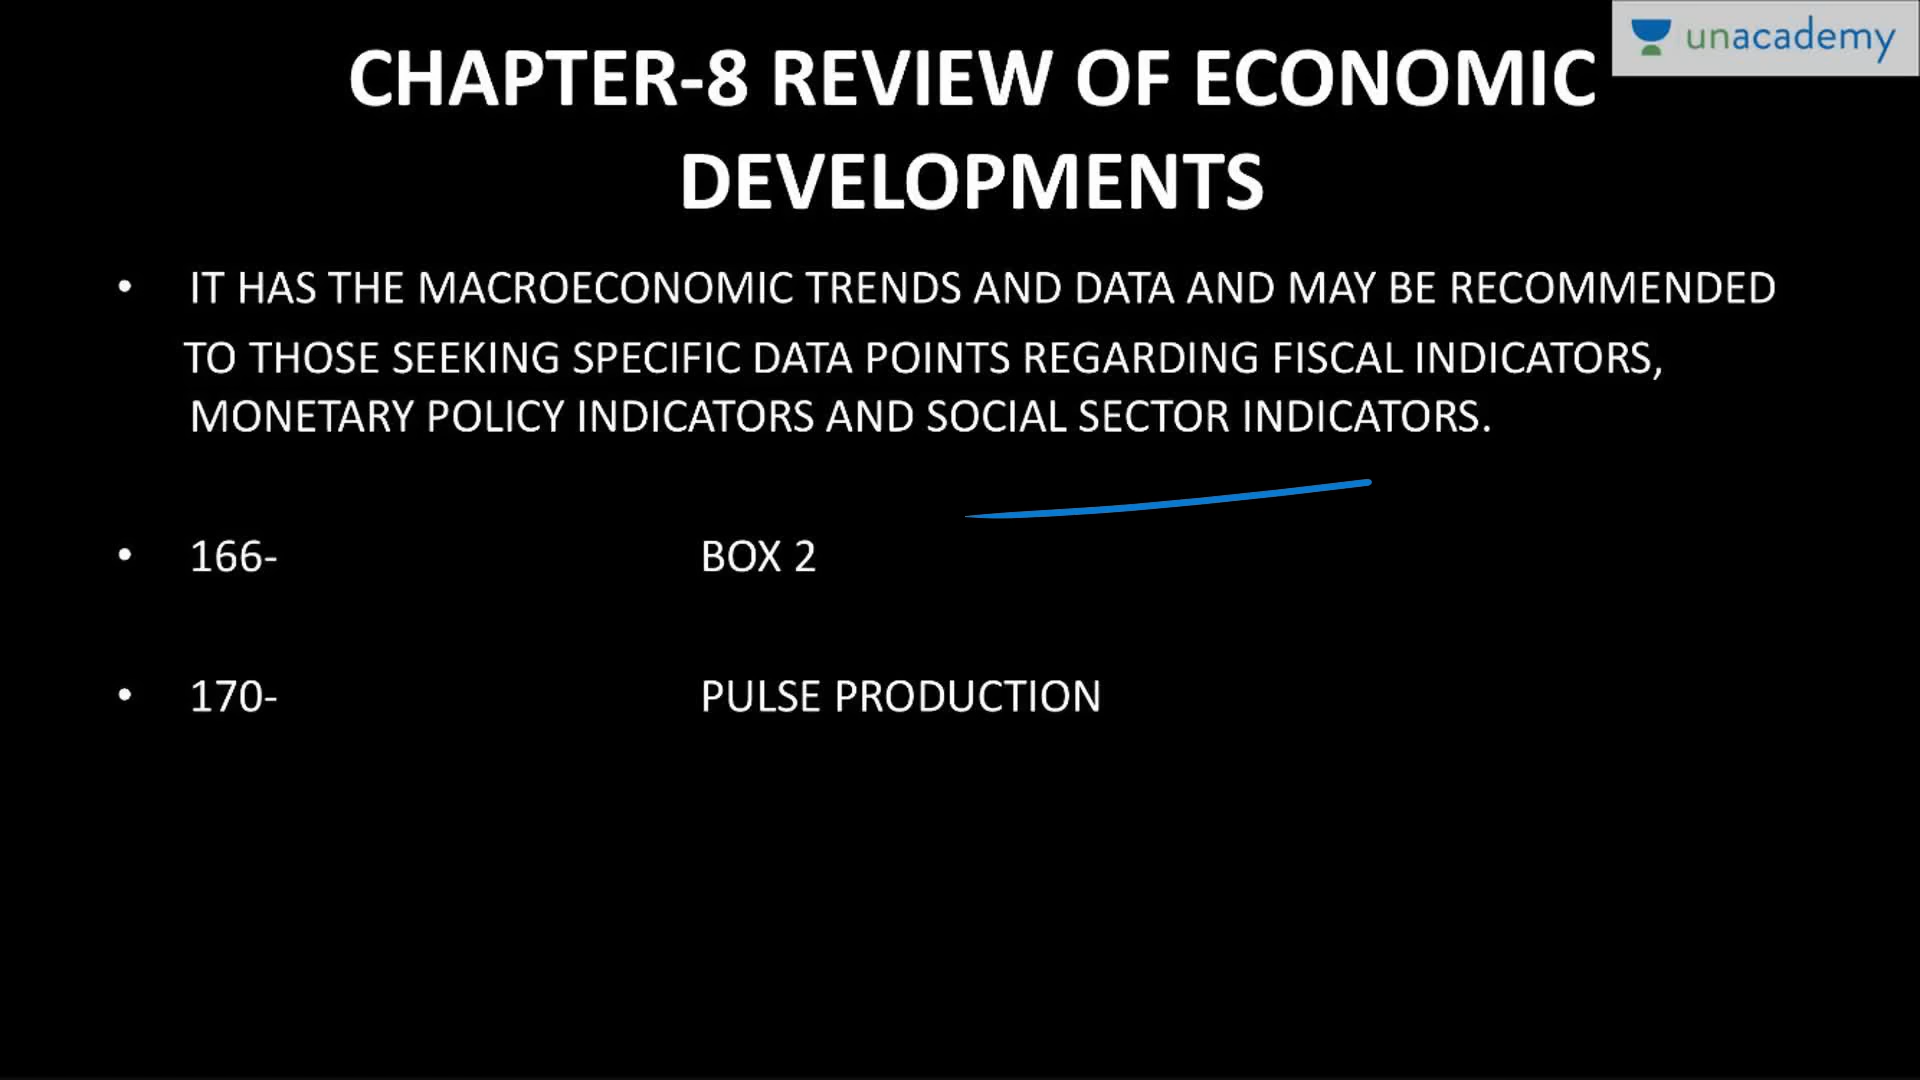 unacademy
CHAPTER-8 REVIEW OF ECONOMIC
DEVELOPMENTS
• IT HAS THE MACROECONOMIC TRENDS AND DATA AND MAY BE RECOMMENDED
TO THOSE SEEKING SPECIFIC DATA POINTS REGARDING FISCAL INDICATORS,
MONETARY POLICY INDICATORS AND SOCIAL SECTOR INDICATORS.
• 166- BOX 2
• 170- PULSE PRODUCTION